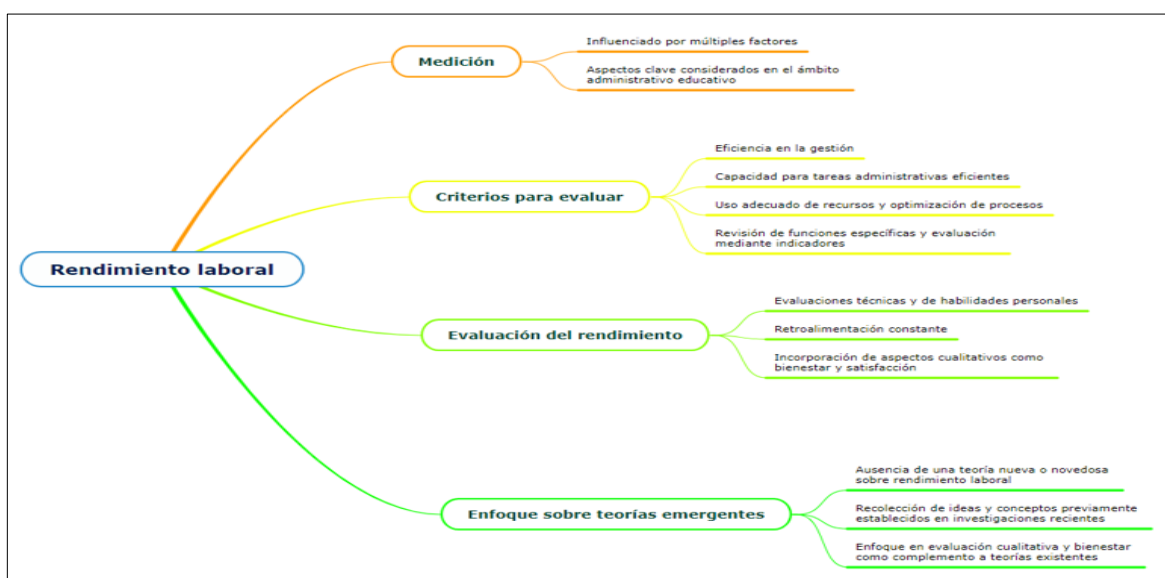 Rendimiento laboral
Medición
Influenciado por múltiples factores
Aspectos clave considerados en el ámbito
administrativo educativo
Criterios para evaluar
Eficiencia en la gestión
Capacidad para tareas administrativas eficientes
Uso adecuado de recursos y optimización de procesos
Revisión de funciones específicas y evaluación
mediante indicadores
Evaluación del rendimiento
Evaluaciones técnicas y de habilidades personales
Retroalimentación constante
Incorporación de aspectos cualitativos como
bienestar y satisfacción
Enfoque sobre teorías emergentes
Ausencia de una teoría nueva o novedosa
sobre rendimiento laboral
Recolección de ideas y conceptos previamente
establecidos en investigaciones recientes
Enfoque en evaluación cualitativa y bienestar
como complemento a teorías existentes